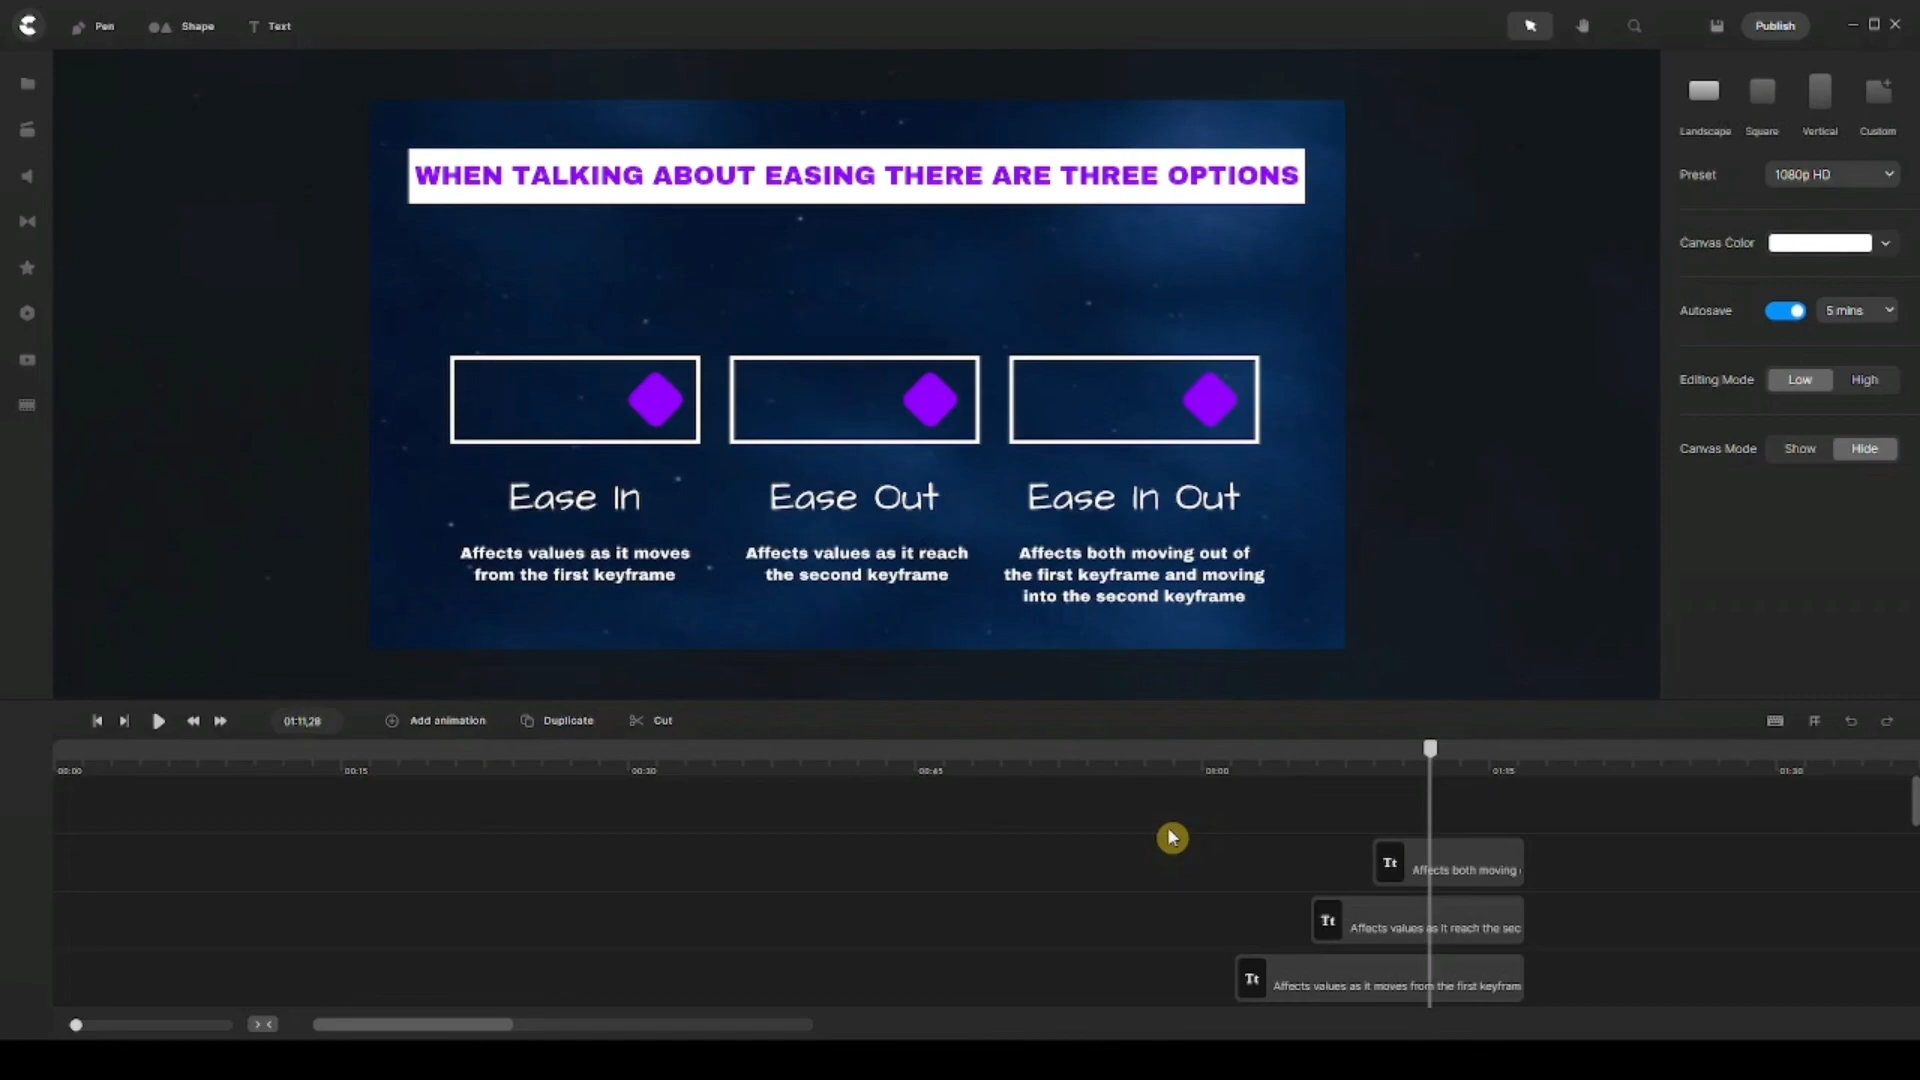 Pen
Shape
Text
Publish
Landscape
Square
Vertical
Custom
Preset
1080p HD
Canvas Color
Autosave
5 mins
Editing Mode
Low
High
Canvas Mode
Show
Hide
WHEN TALKING ABOUT EASING THERE ARE THREE OPTIONS
Ease In
Affects values as it moves
from the first keyframe
Ease Out
Affects values as it reach
the second keyframe
Ease In Out
Affects both moving out of
the first keyframe and moving
into the second keyframe
01:11,28
Add animation
Duplicate
Cut
00:00
00:15
00:30
00:45
01:15
01:30
Tt
Affects both moving
Tt
Affects values as it reach the sec
Tt
Affects values as it moves from the first keyfram